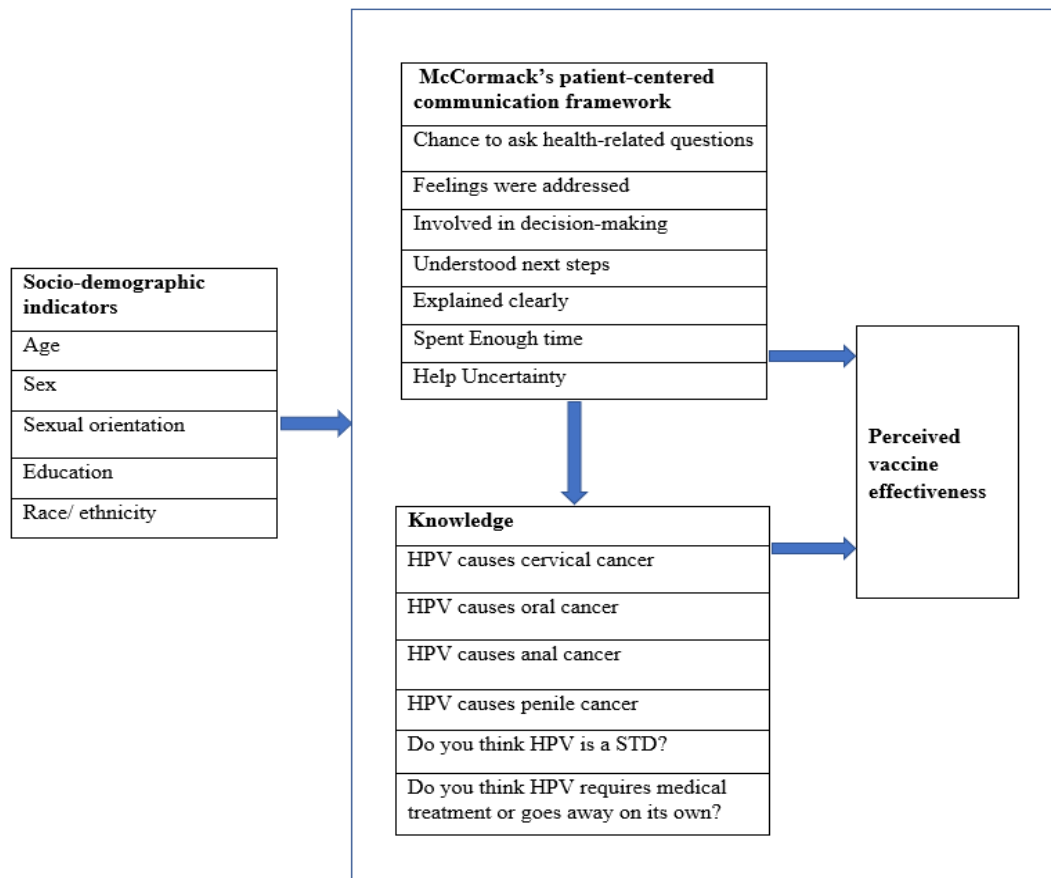 McCormack's patient-centered
communication framework
Chance to ask health-related questions
Feelings were addressed
Involved in decision-making
Understood next steps
Explained clearly
Spent Enough time
Help Uncertainty
Socio-demographic
indicators
Age
Sex
Sexual orientation
Education
Race/ ethnicity
Perceived
vaccine
effectiveness
Knowledge
HPV causes cervical cancer
HPV causes oral cancer
HPV causes anal cancer
HPV causes penile cancer
Do you think HPV is a STD?
Do you think HPV requires medical
treatment or goes away on its own?